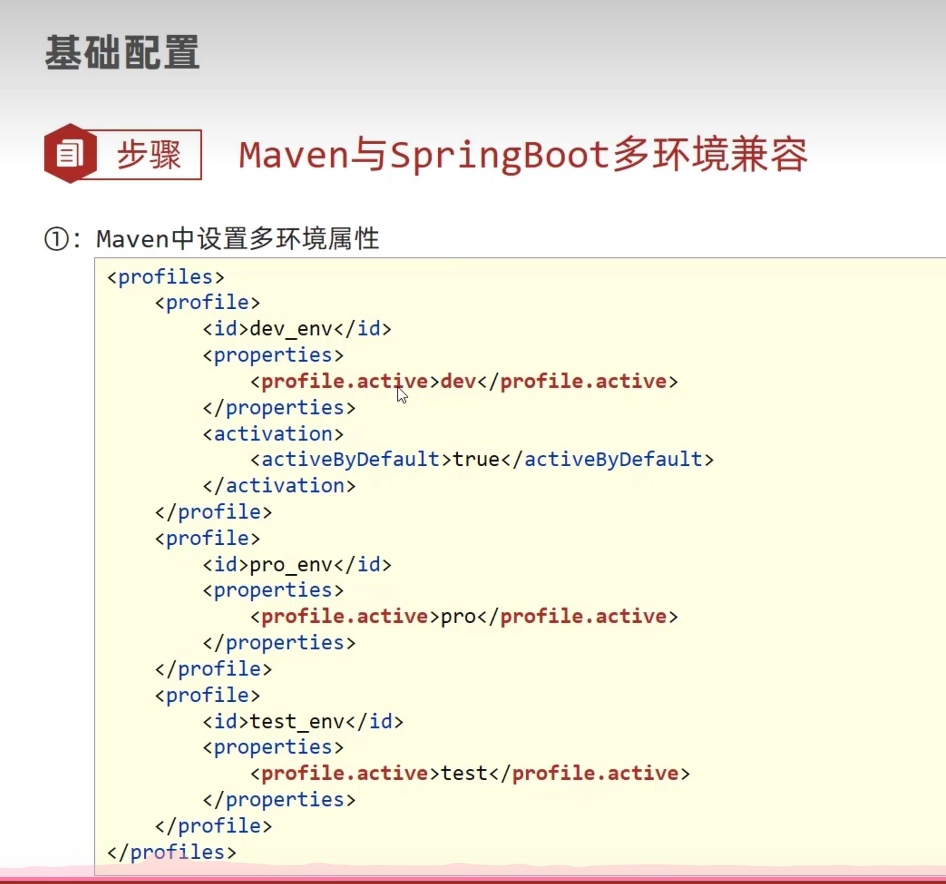 基础配置
步骤
Maven与SpringBoot多环境兼容
①：Maven中设置多环境属性
<profiles>
    <profile>
        <id>dev_env</id>
        <properties>
            <profile.active>dev</profile.active>
        </properties>
        <activation>
            <activeByDefault>true</activeByDefault>
        </activation>
    </profile>
    <profile>
        <id>pro_env</id>
        <properties>
            <profile.active>pro</profile.active>
        </properties>
    </profile>
    <profile>
        <id>test_env</id>
        <properties>
            <profile.active>test</profile.active>
        </properties>
    </profile>
</profiles>